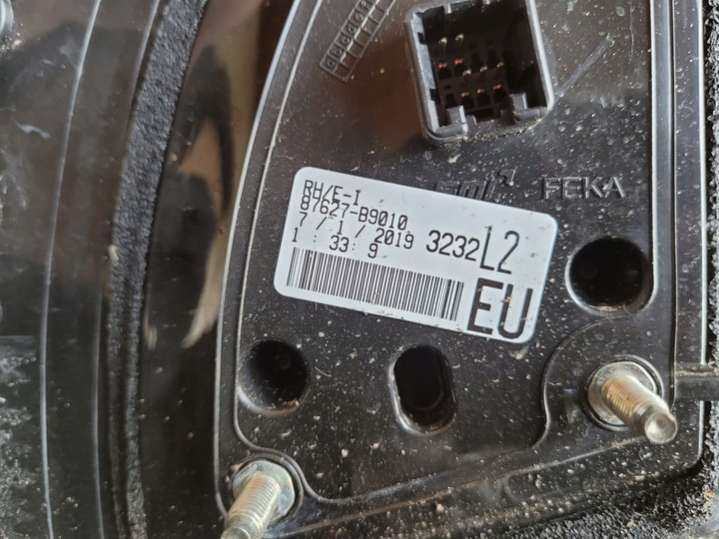 FEKA
RH/E-I
87627-B9010
7 / 1 / 2019 3232 L2
1 : 33: 9
EU